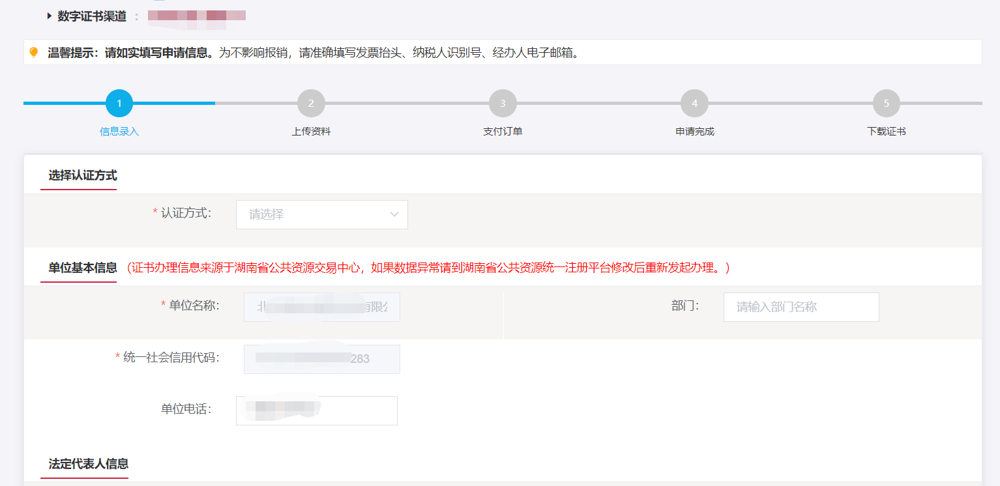 数字证书渠道 :
温馨提示：请如实填写申请信息。为不影响报销，请准确填写发票抬头、纳税人识别号、经办人电子邮箱。
1 2 3 4 5
信息录入 上传资料 支付订单 申请完成 下载证书
选择认证方式
* 认证方式： 请选择
单位基本信息 （证书办理信息来源于湖南省公共资源交易中心，如果数据异常请到湖南省公共资源统一注册平台修改后重新发起办理。）
* 单位名称： 北 有限公 部门： 请输入部门名称
* 统一社会信用代码： 283
单位电话：
法定代表人信息